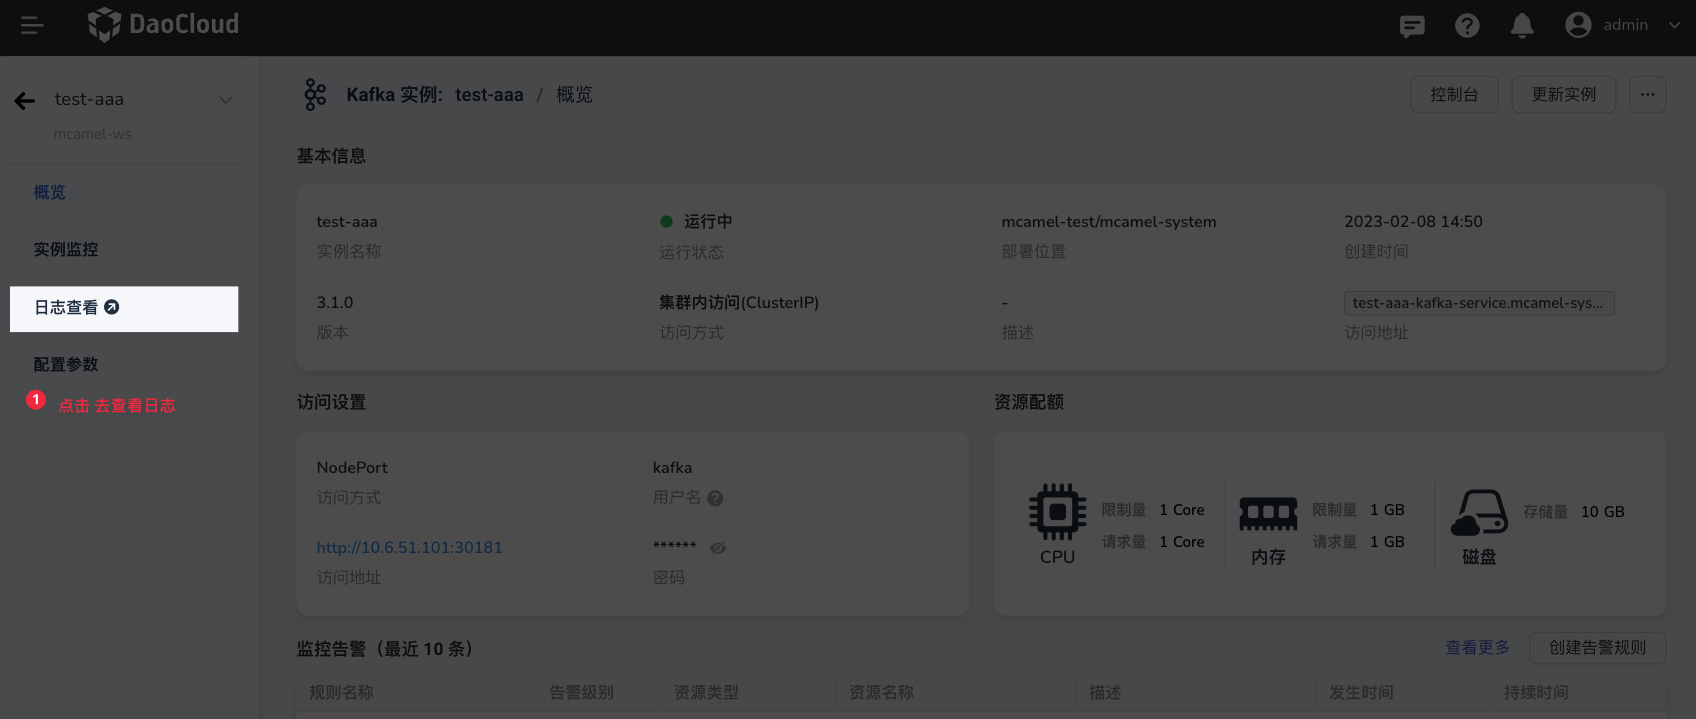 DaoCloud
admin
test-aaa
mcamel-ws
概览
实例监控
日志查看
配置参数
1 点击 去查看日志
Kafka 实例: test-aaa / 概览
控制台 更新实例 ...
基本信息
test-aaa 运行中 mcamel-test/mcamel-system 2023-02-08 14:50
实例名称 运行状态 部署位置 创建时间
3.1.0 集群内访问(ClusterIP) - test-aaa-kafka-service.mcamel-sys...
版本 访问方式 描述 访问地址
访问设置
NodePort kafka
访问方式 用户名
http://10.6.51.101:30181 ******
访问地址 密码
资源配额
限制量 1 Core 限制量 1 GB 存储量 10 GB
请求量 1 Core 请求量 1 GB
CPU 内存 磁盘
监控告警（最近 10 条） 查看更多 创建告警规则
规则名称 告警级别 资源类型 资源名称 描述 发生时间 持续时间